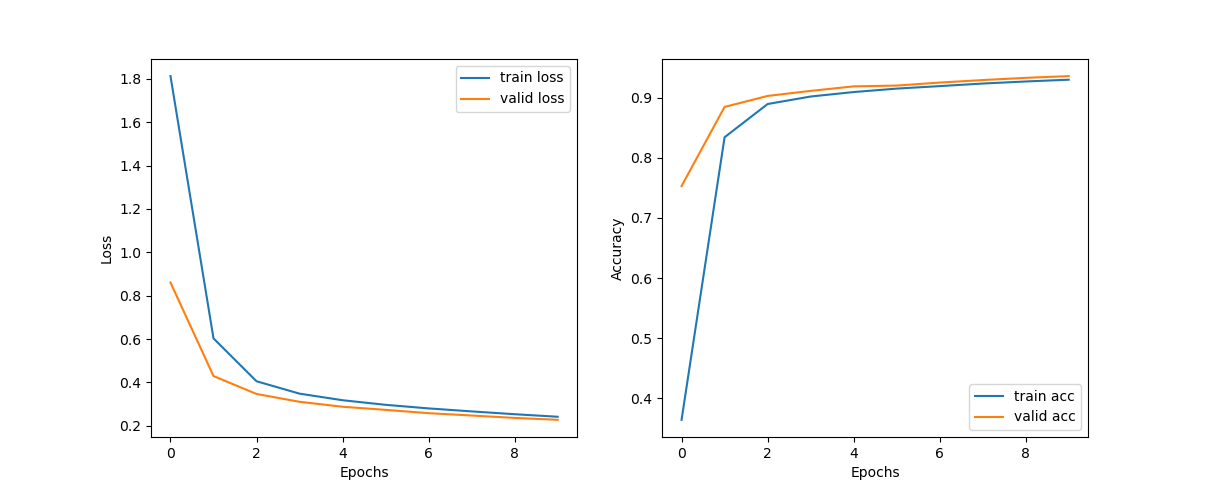 1.8
1.6
1.4
1.2
1.0
0.8
0.6
0.4
0.2
Loss
0 2 4 6 8
Epochs
train loss
valid loss
0.9
0.8
0.7
0.6
0.5
0.4
Accuracy
0 2 4 6 8
Epochs
train acc
valid acc